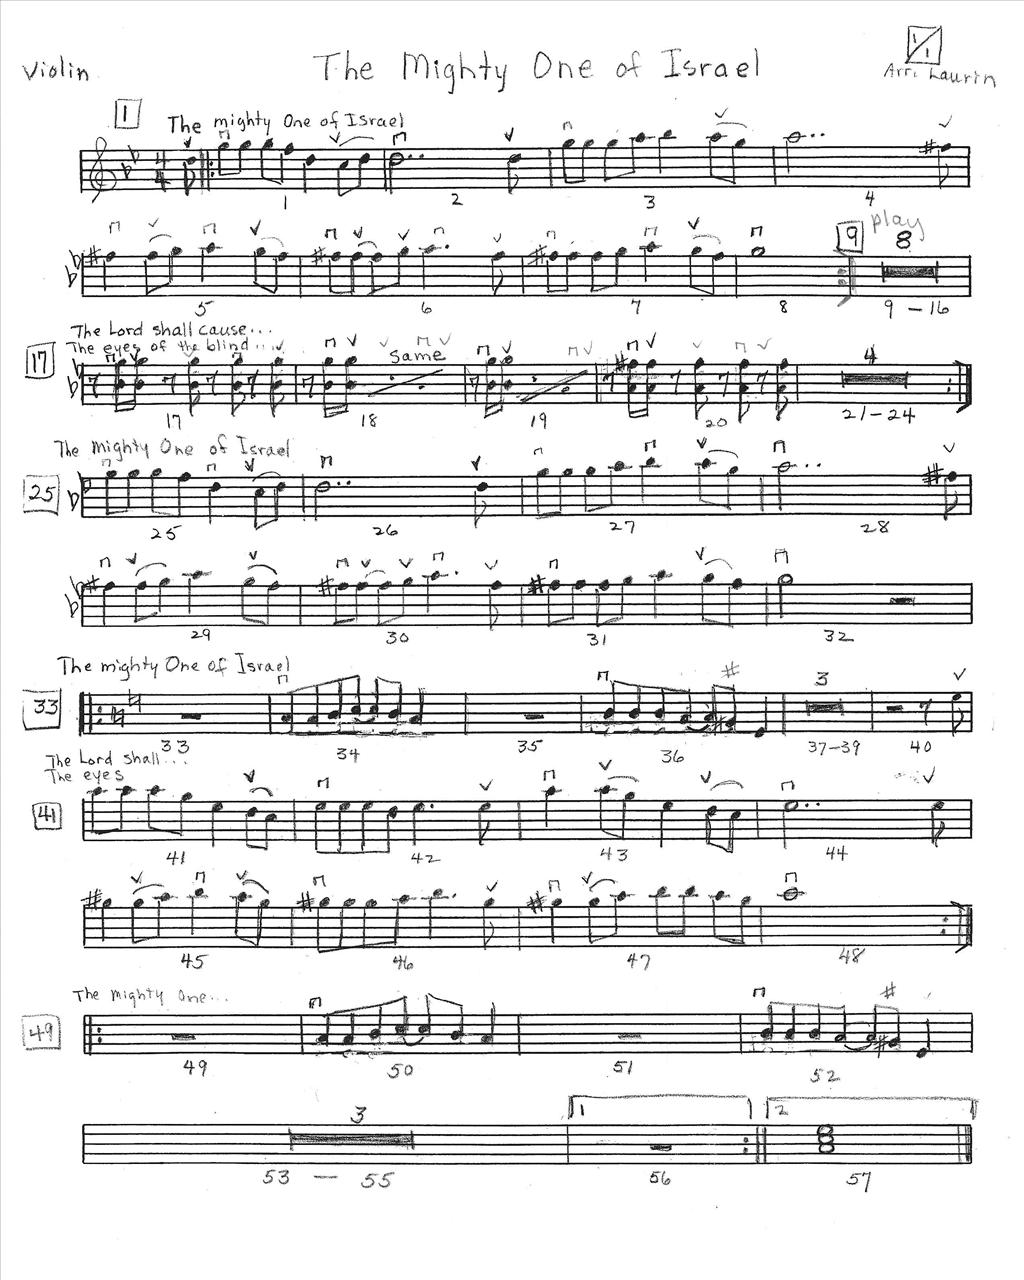 1/1
Violin The Mighty One of Israel Arri Laurin
1 The mighty One of Israel
4 4
1 2 3 4
9 play 8
5 6 7 8 9 - 16
The Lord shall cause...
The eyes of the blind...
17 Same 4
17 18 19 20 21 - 24
The Mighty One of Israel
25
25 26 27 28
29 30 31 32
The mighty One of Israel
33 3
33 34 35 36 37-39 40
The Lord shall...
The eyes
41
41 42 43 44
45 46 47 48
The Mighty One...
49
49 50 51 52
3 1 2
53 — 55 56 57